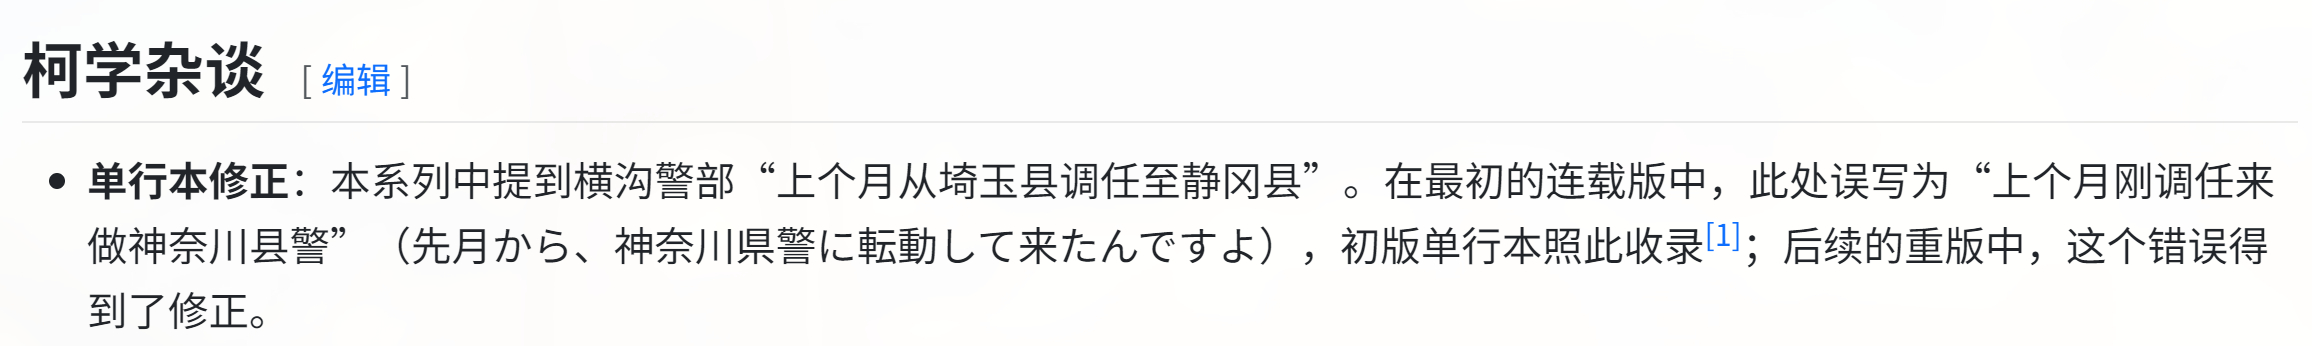 柯学杂谈 [ 编辑 ]
• 单行本修正：本系列中提到横沟警部“上个月从埼玉县调任至静冈县”。在最初的连载版中，此处误写为“上个月刚调任来
做神奈川县警”（先月から、神奈川県警に転動して来たんですよ），初版单行本照此收录[1]；后续的重版中，这个错误得
到了修正。